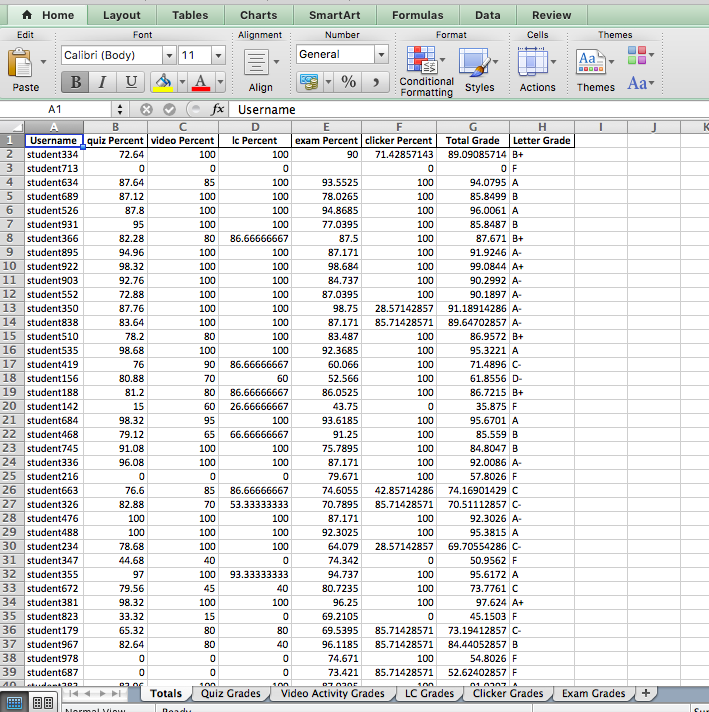 Home Layout Tables Charts SmartArt Formulas Data Review
Edit Font Alignment Number Format Cells Themes
Calibri (Body) 11 General
Paste B I U A Align % , Conditional Formatting Styles Actions Aa Themes Aa
A1 fx Username
A B C D E F G H I J K
1 Username quiz Percent video Percent lc Percent exam Percent clicker Percent Total Grade Letter Grade
2 student334 72.64 100 100 90 71.42857143 89.09085714 B+
3 student713 0 0 0 0 0 0 F
4 student634 87.64 85 100 93.5525 100 94.0795 A
5 student689 87.12 100 100 78.0265 100 85.8499 B
6 student526 87.8 100 100 94.8685 100 96.0061 A
7 student931 95 100 100 77.0395 100 85.8487 B
8 student366 82.28 80 86.66666667 87.5 100 87.671 B+
9 student895 94.96 100 100 87.171 100 91.9246 A-
10 student922 98.32 100 100 98.684 100 99.0844 A+
11 student903 92.76 100 100 84.737 100 90.2992 A-
12 student552 72.88 100 100 87.0395 100 90.1897 A-
13 student350 87.76 100 100 98.75 28.57142857 91.18914286 A-
14 student838 83.64 100 100 87.171 85.71428571 89.64702857 A-
15 student510 78.2 80 100 83.487 100 86.9572 B+
16 student535 98.68 100 100 92.3685 100 95.3221 A
17 student419 76 90 86.66666667 60.066 100 71.4896 C-
18 student156 80.88 70 60 52.566 100 61.8556 D-
19 student188 81.2 80 86.66666667 86.0525 100 86.7215 B+
20 student142 15 60 26.66666667 43.75 0 35.875 F
21 student684 98.32 95 100 93.6185 100 95.6701 A
22 student468 79.12 65 66.66666667 91.25 100 85.559 B
23 student745 91.08 100 100 75.7895 100 84.8047 B
24 student336 96.08 100 100 87.171 100 92.0086 A-
25 student216 0 0 0 79.671 100 57.8026 F
26 student663 76.6 85 86.66666667 74.6055 42.85714286 74.16901429 C
27 student326 82.88 70 53.33333333 70.7895 85.71428571 70.51112857 C-
28 student476 100 100 100 87.171 100 92.3026 A-
29 student488 100 100 100 92.3025 100 95.3815 A
30 student234 78.68 100 100 64.079 28.57142857 69.70554286 C-
31 student347 44.68 40 0 74.342 0 50.9562 F
32 student355 97 100 93.33333333 94.737 100 95.6172 A
33 student672 79.56 45 40 80.7235 100 73.7761 C
34 student381 98.32 100 100 96.25 100 97.624 A+
35 student823 33.32 15 0 69.2105 0 45.1503 F
36 student179 65.32 80 80 69.5395 85.71428571 73.19412857 C-
37 student967 82.64 80 40 96.1185 85.71428571 84.44052857 B
38 student978 0 0 0 74.671 100 54.8026 F
39 student687 0 0 0 73.421 85.71428571 52.62402857 F
Totals Quiz Grades Video Activity Grades LC Grades Clicker Grades Exam Grades +
Normal View Ready